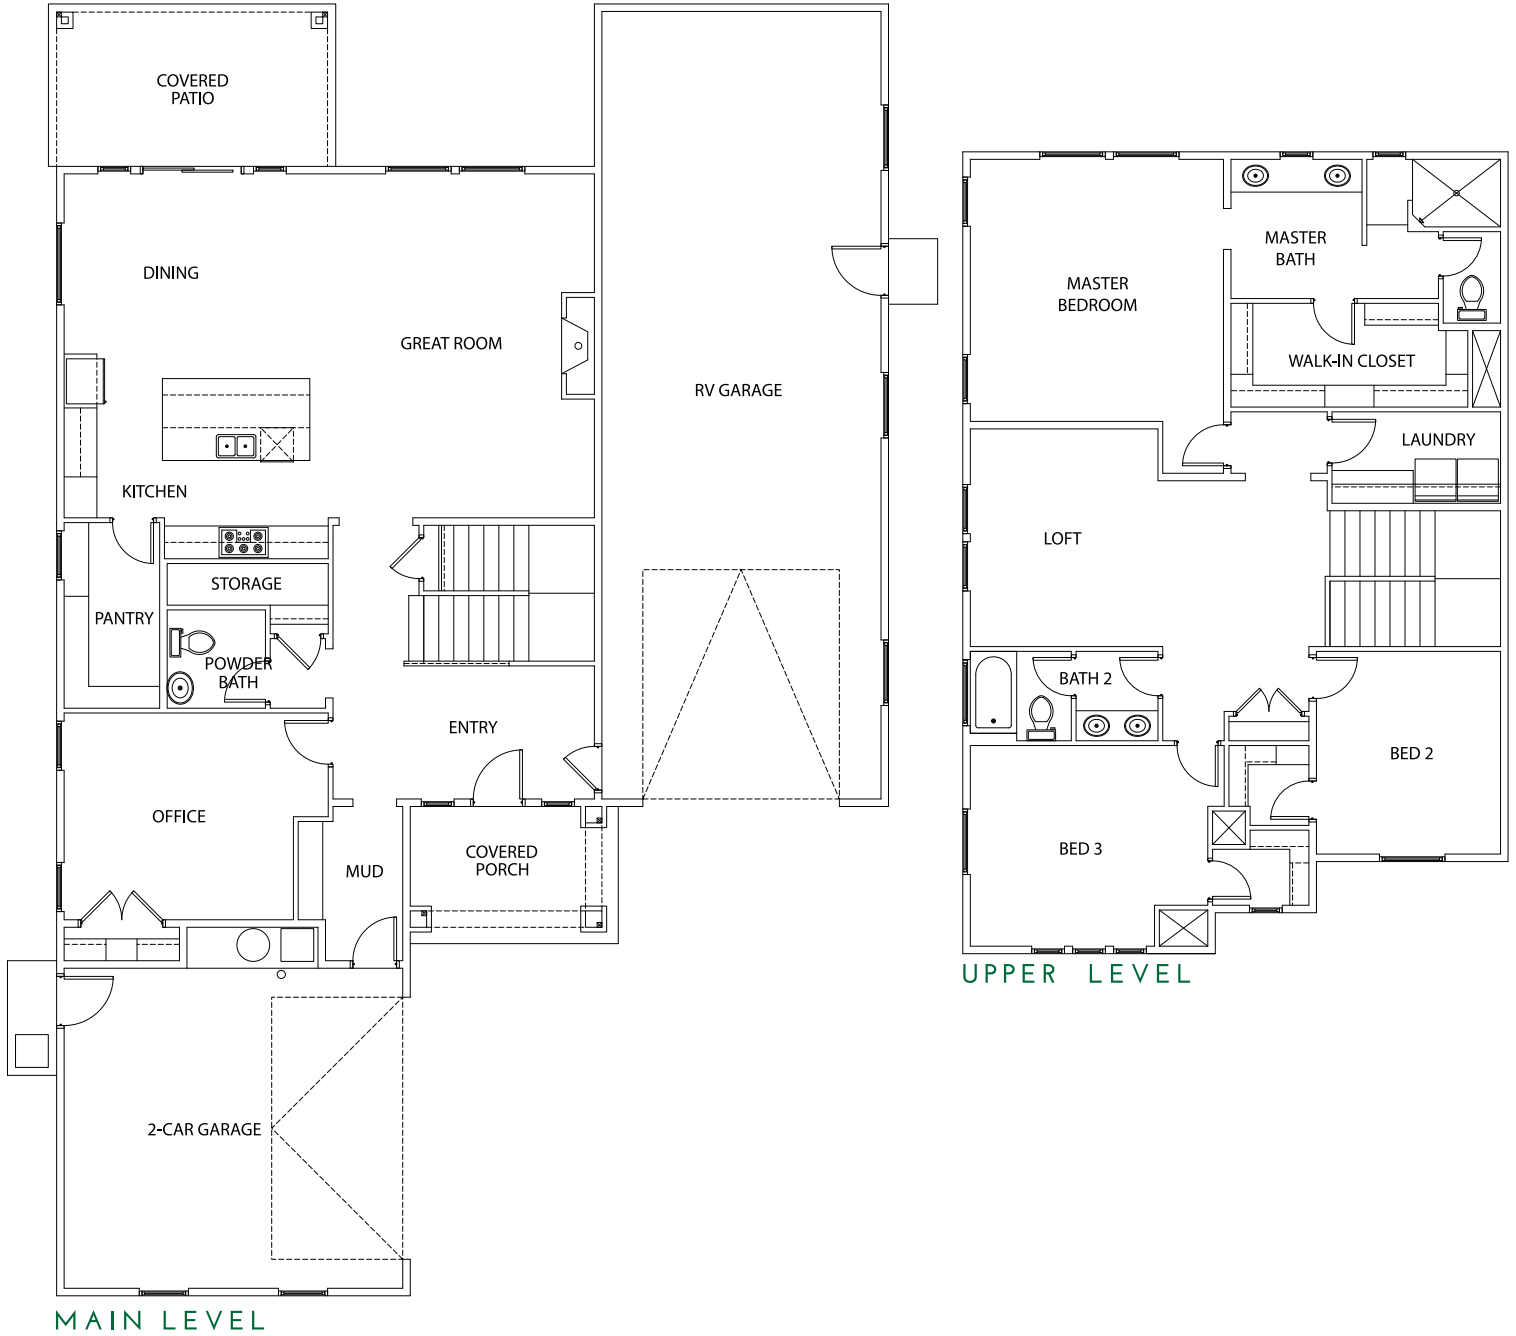 COVERED
PATIO
DINING
GREAT ROOM
RV GARAGE
KITCHEN
STORAGE
PANTRY
POWDER
BATH
ENTRY
OFFICE
MUD
COVERED
PORCH
2-CAR GARAGE
MAIN LEVEL
MASTER
BATH
MASTER
BEDROOM
WALK-IN CLOSET
LAUNDRY
LOFT
BATH 2
BED 2
BED 3
UPPER LEVEL